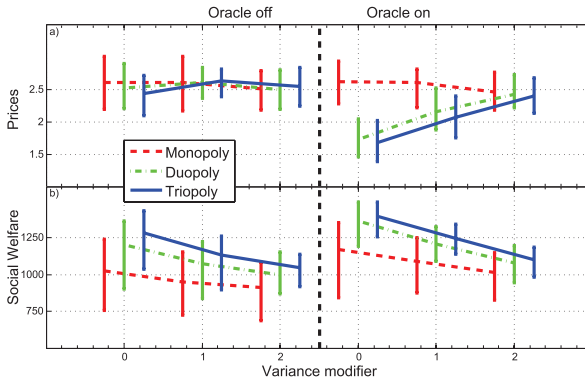 Oracle off Oracle on
a)
Prices
2.5
2
1.5
Monopoly
Duopoly
Triopoly
b)
Social Welfare
1250
1000
750
0 1 2 0 1 2
Variance modifier